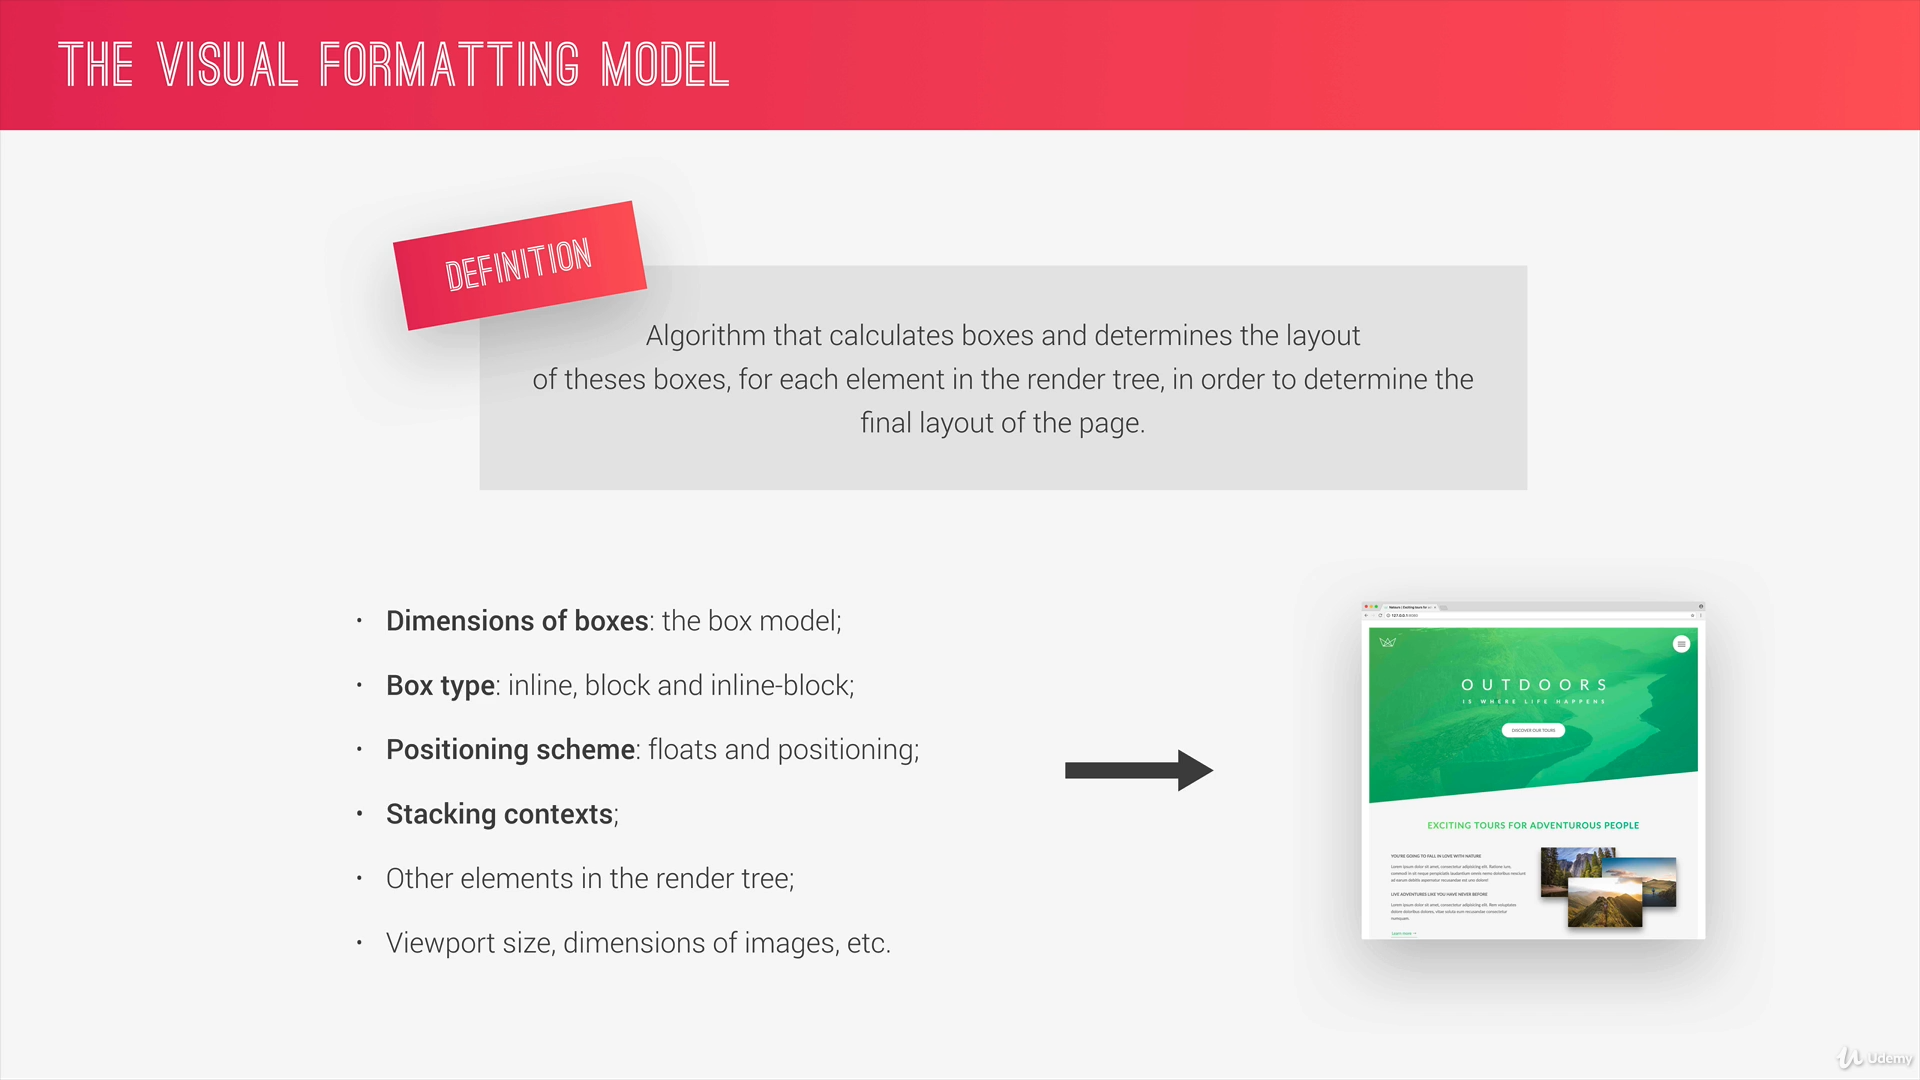 THE VISUAL FORMATTING MODEL
DEFINITION
Algorithm that calculates boxes and determines the layout
of theses boxes, for each element in the render tree, in order to determine the
final layout of the page.
• Dimensions of boxes: the box model;
• Box type: inline, block and inline-block;
• Positioning scheme: floats and positioning;
• Stacking contexts;
• Other elements in the render tree;
• Viewport size, dimensions of images, etc.
OUTDOORS
IS WHERE LIFE HAPPENS
DISCOVER OUR TOURS
EXCITING TOURS FOR ADVENTUROUS PEOPLE
YOU'RE GOING TO FALL IN LOVE WITH NATURE
LIVE ADVENTURES LIKE YOU HAVE NEVER BEFORE
Learn more
Udemy